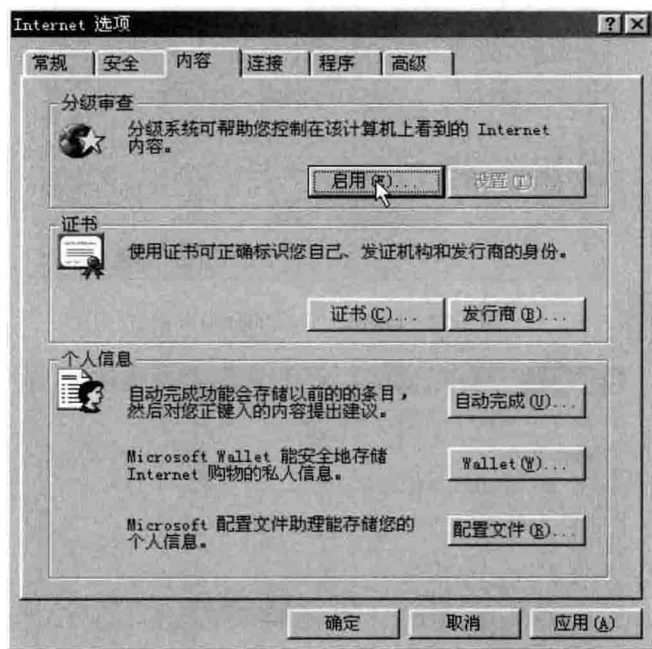 Internet 选项
常规 安全 内容 连接 程序 高级
分级审查
分级系统可帮助您控制在该计算机上看到的 Internet
内容。
启用(E)... 设置(T)...
证书
使用证书可正确标识您自己、发证机构和发行商的身份。
证书(C)... 发行商(B)...
个人信息
自动完成功能会存储以前的的条目，
然后对您正键入的内容提出建议。
自动完成(U)...
Microsoft Wallet 能安全地存储
Internet 购物的私人信息。
Wallet(W)...
Microsoft 配置文件助理能存储您的
个人信息。
配置文件(R)...
确定 取消 应用(A)